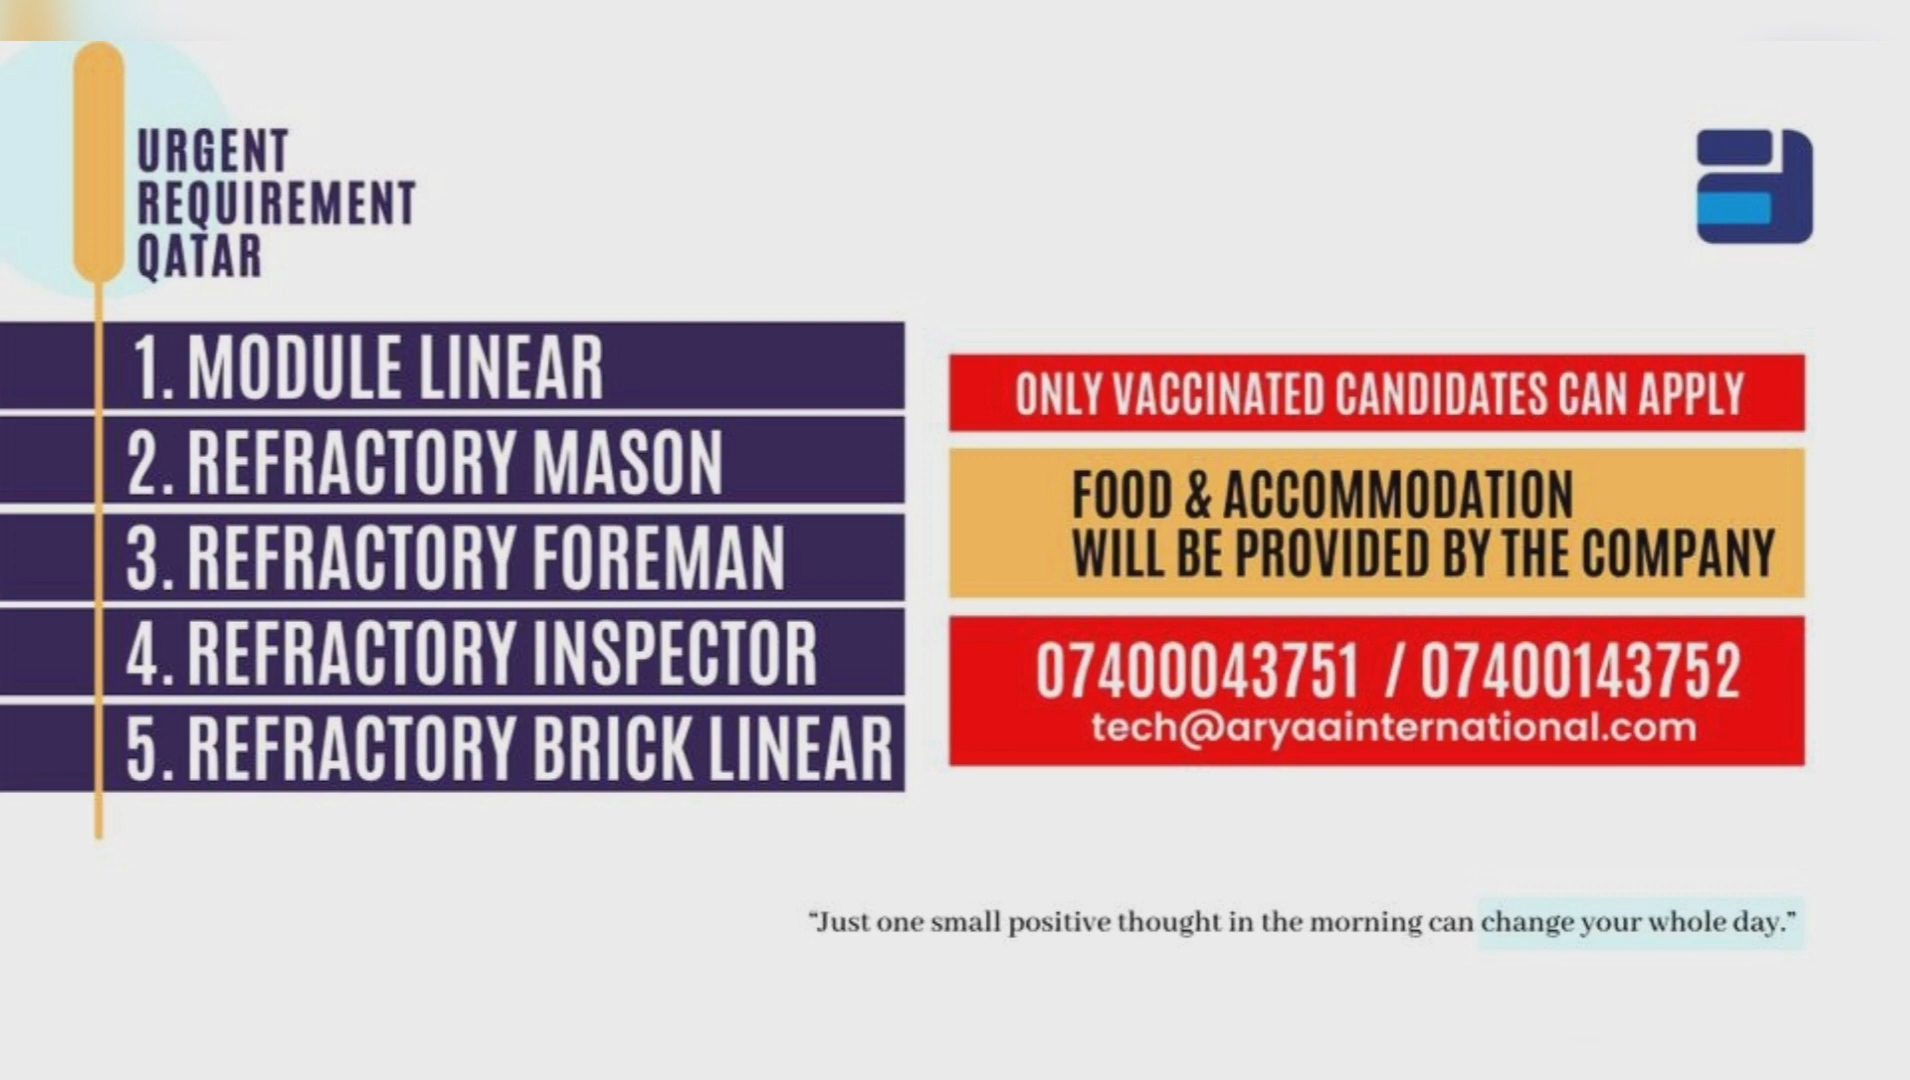 URGENT
REQUIREMENT
QATAR
1. MODULE LINEAR
2. REFRACTORY MASON
3. REFRACTORY FOREMAN
4. REFRACTORY INSPECTOR
5. REFRACTORY BRICK LINEAR
ONLY VACCINATED CANDIDATES CAN APPLY
FOOD & ACCOMMODATION
WILL BE PROVIDED BY THE COMPANY
07400043751 / 07400143752
tech@aryaainternational.com
“Just one small positive thought in the morning can change your whole day.”